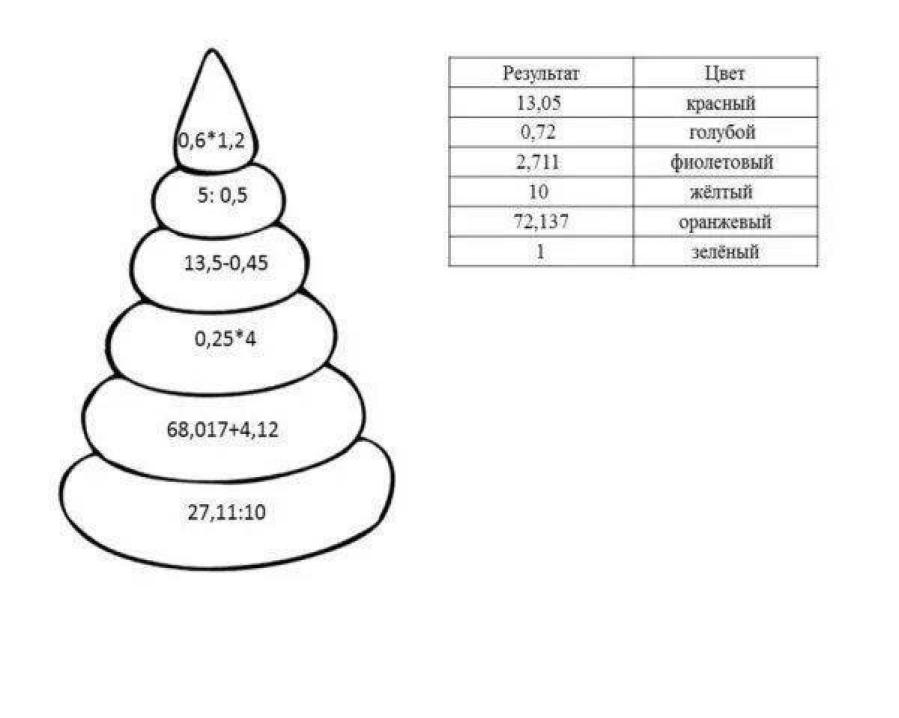 0,6*1,2
5: 0,5
13,5-0,45
0,25*4
68,017+4,12
27,11:10
Результат Цвет
13,05 красный
0,72 голубой
2,711 фиолетовый
10 жёлтый
72,137 оранжевый
1 зелёный